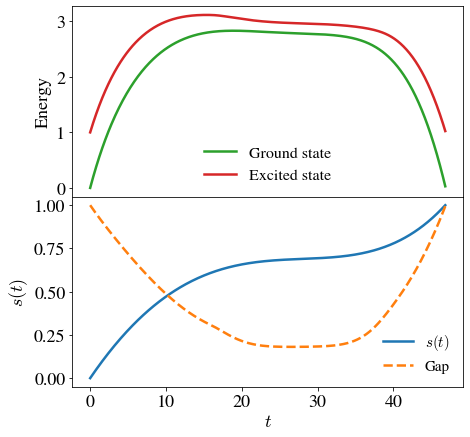 3
2
1
0
Energy
Ground state
Excited state
1.00
0.75
0.50
0.25
0.00
s(t)
s(t)
Gap
0 10 20 30 40
t